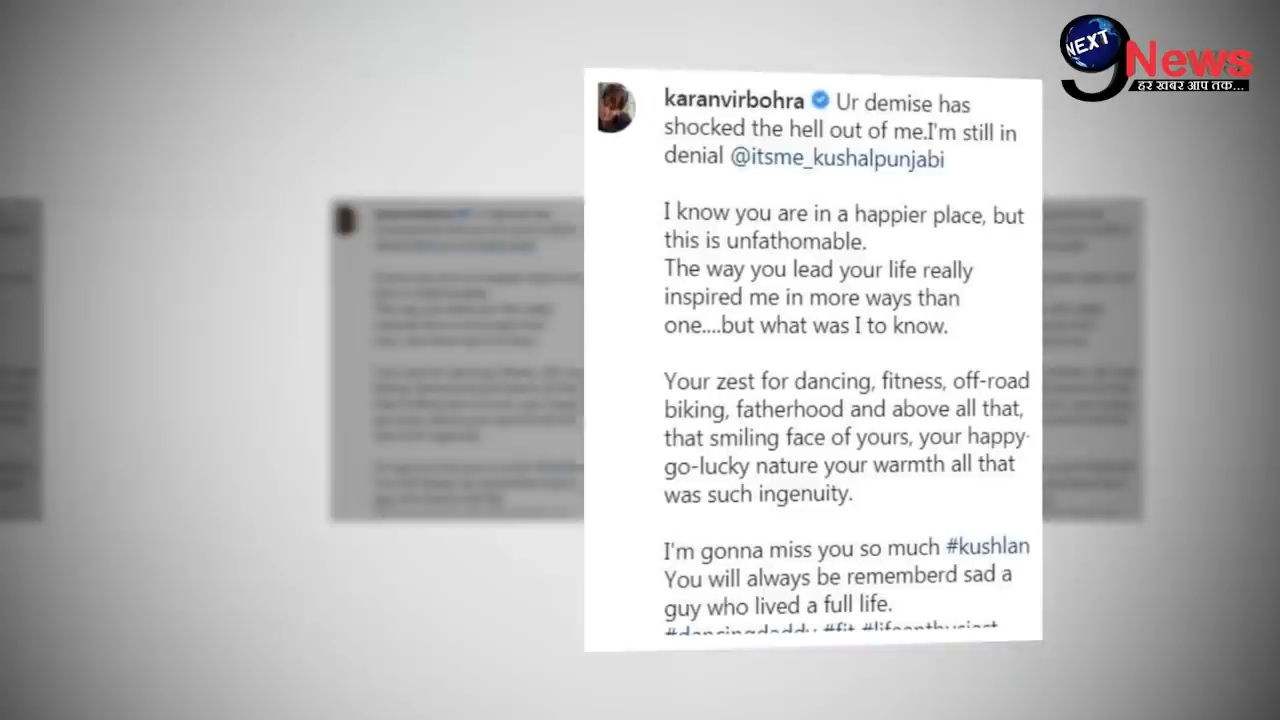 NEXT
9 News
हर खबर आप तक...
karanvirbohra Ur demise has
shocked the hell out of me.I'm still in
denial @itsme_kushalpunjabi
I know you are in a happier place, but
this is unfathomable.
The way you lead your life really
inspired me in more ways than
one....but what was I to know.
Your zest for dancing, fitness, off-road
biking, fatherhood and above all that,
that smiling face of yours, your happy-
go-lucky nature your warmth all that
was such ingenuity.
I'm gonna miss you so much #kushlan
You will always be rememberd sad a
guy who lived a full life.
#dancingdaddy #fit #lifeenthusiast